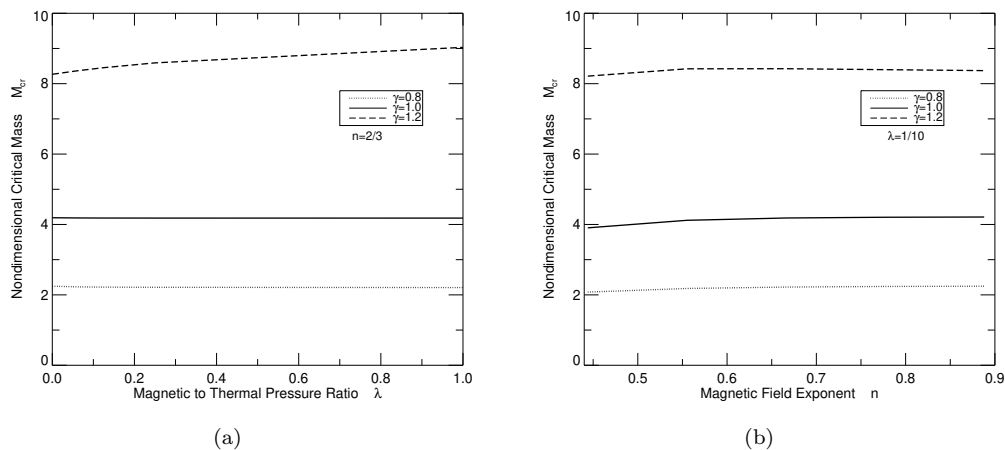 10
8
6
4
2
0
Nondimensional Critical Mass M_cr
γ=0.8
γ=1.0
γ=1.2
n=2/3
0.0 0.2 0.4 0.6 0.8 1.0
Magnetic to Thermal Pressure Ratio λ
(a)
10
8
6
4
2
0
Nondimensional Critical Mass M_cr
γ=0.8
γ=1.0
γ=1.2
λ=1/10
0.5 0.6 0.7 0.8 0.9
Magnetic Field Exponent n
(b)